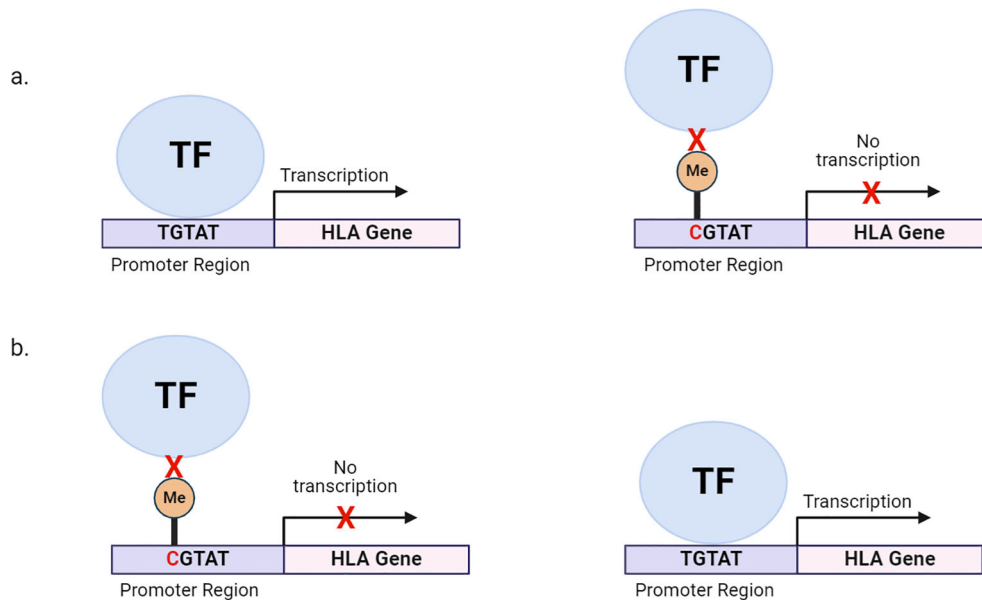 a.
TF
Transcription
TGTAT
HLA Gene
Promoter Region
TF
X
Me
No
transcription
X
CGTAT
HLA Gene
Promoter Region
b.
TF
X
Me
No
transcription
X
CGTAT
HLA Gene
Promoter Region
TF
Transcription
TGTAT
HLA Gene
Promoter Region